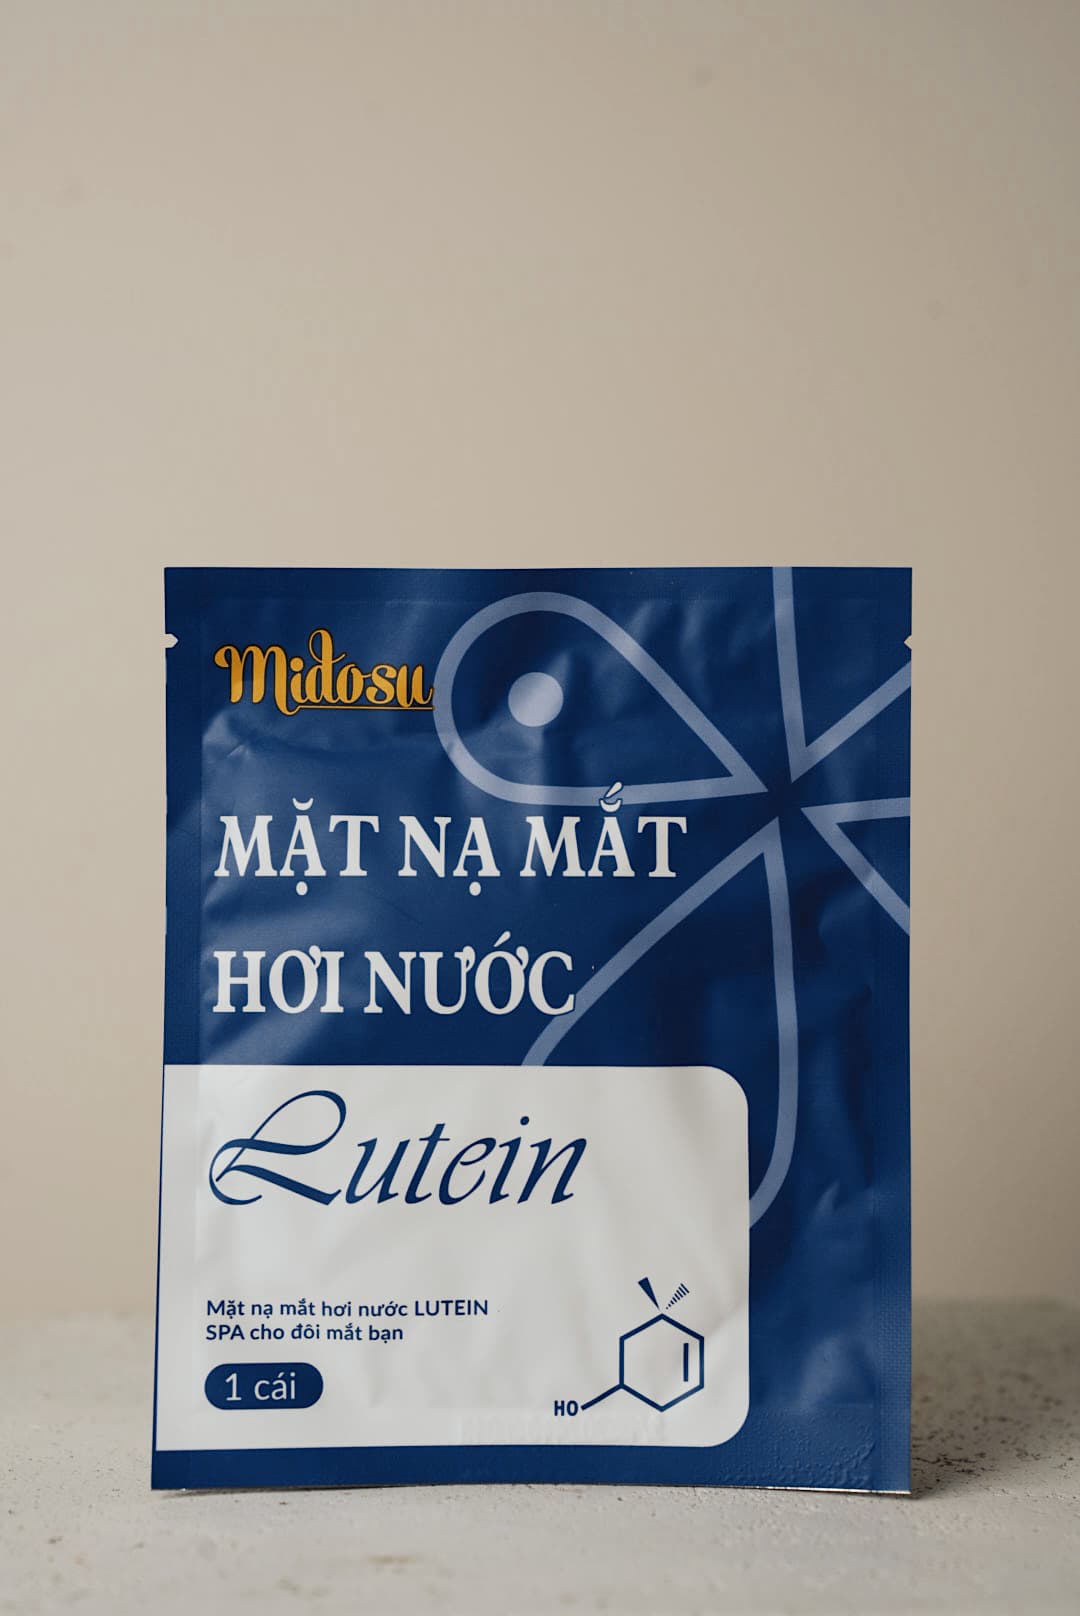 Midosu
MẶT NẠ MẮT
HƠI NƯỚC
Lutein
Mặt nạ mắt hơi nước LUTEIN
SPA cho đôi mắt bạn
1 cái
HO